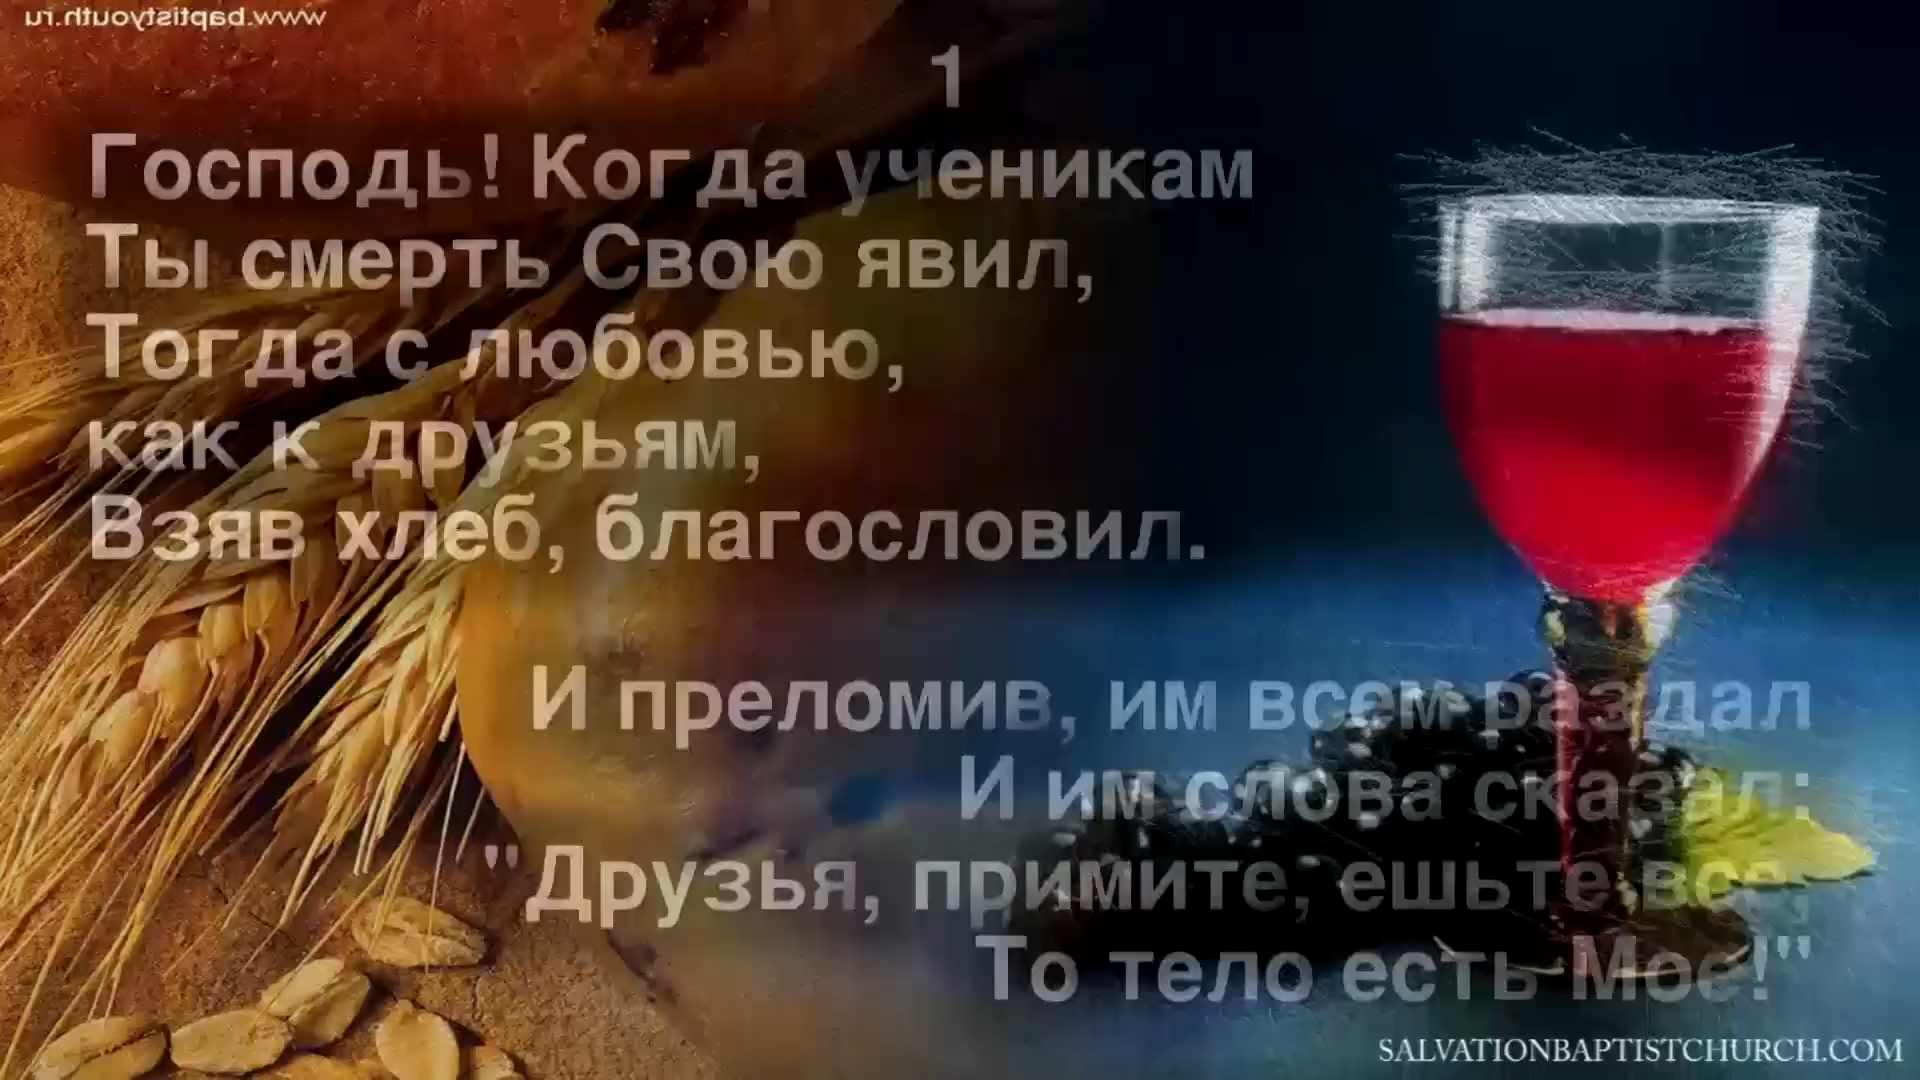 www.baptistyouth.ru
1
Господь! Когда ученикам
Ты смерть Свою явил,
Тогда с любовью,
как к друзьям,
Взяв хлеб, благословил.
И преломив, им всем раздал
И им слова сказал:
"Друзья, примите, ешьте все,
То тело есть Мое!"
SALVATIONBAPTISTCHURCH.COM